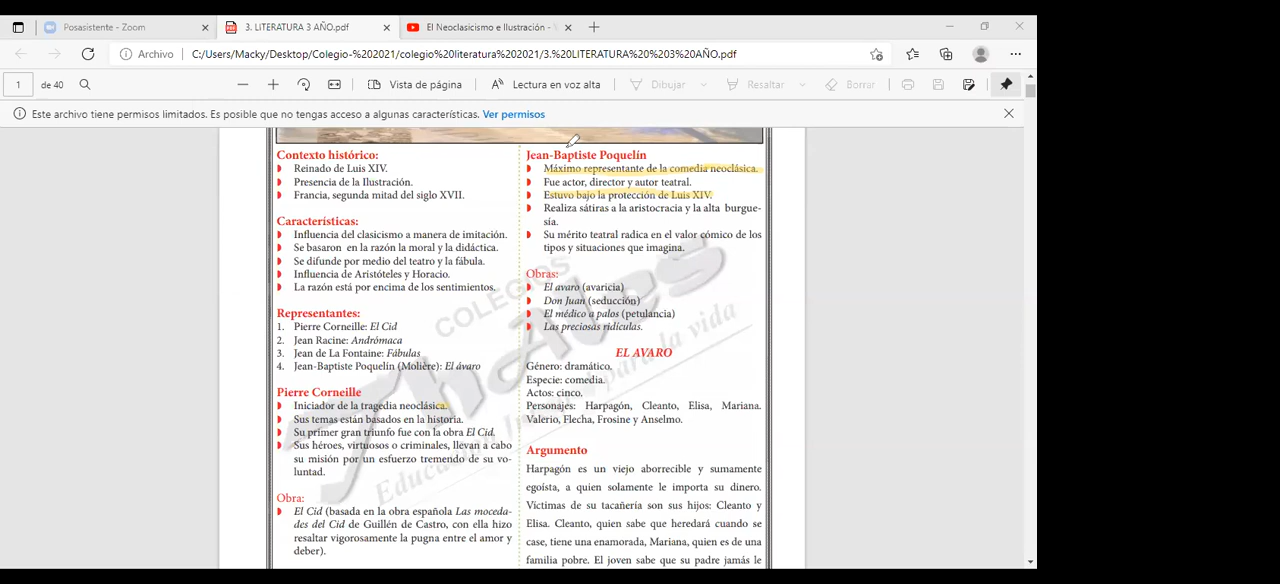 Posasistente - Zoom
3. LITERATURA 3 AÑO.pdf
El Neoclasicismo e Ilustración -
Archivo
C:/Users/Macky/Desktop/Colegio-%202021/colegio%20literatura%202021/3.%20LITERATURA%20%203%20AÑO.pdf
1 de 40
Vista de página
Lectura en voz alta
Dibujar
Resaltar
Borrar
Este archivo tiene permisos limitados. Es posible que no tengas acceso a algunas características. Ver permisos
Contexto histórico:
Reinado de Luis XIV.
Presencia de la Ilustración.
Francia, segunda mitad del siglo XVII.
Características:
Influencia del clasicismo a manera de imitación.
Se basaron en la razón la moral y la didáctica.
Se difunde por medio del teatro y la fábula.
Influencia de Aristóteles y Horacio.
La razón está por encima de los sentimientos.
Representantes:
1. Pierre Corneille: El Cid
2. Jean Racine: Andrómaca
3. Jean de La Fontaine: Fábulas
4. Jean-Baptiste Poquelín (Molière): El ávaro
Pierre Corneille
Iniciador de la tragedia neoclásica.
Sus temas están basados en la historia.
Su primer gran triunfo fue con la obra El Cid.
Sus héroes, virtuosos o criminales, llevan a cabo
su misión por un esfuerzo tremendo de su vo-
luntad.
Obra:
El Cid (basada en la obra española Las moceda-
des del Cid de Guillén de Castro, con ella hizo
resaltar vigorosamente la pugna entre el amor y
deber).
Jean-Baptiste Poquelín
Máximo representante de la comedia neoclásica.
Fue actor, director y autor teatral.
Estuvo bajo la protección de Luis XIV.
Realiza sátiras a la aristocracia y la alta burgue-
sía.
Su mérito teatral radica en el valor cómico de los
tipos y situaciones que imagina.
Obras:
El avaro (avaricia)
Don Juan (seducción)
El médico a palos (petulancia)
Las preciosas ridículas.
EL AVARO
Género: dramático.
Especie: comedia.
Actos: cinco.
Personajes: Harpagón, Cleanto, Elisa, Mariana.
Valerio, Flecha, Frosine y Anselmo.
Argumento
Harpagón es un viejo aborrecible y sumamente
egoísta, a quien solamente le importa su dinero.
Víctimas de su tacañería son sus hijos: Cleanto y
Elisa. Cleanto, quien sabe que heredará cuando se
case, tiene una enamorada, Mariana, quien es de una
familia pobre. El joven sabe que su padre jamás le
COLEGIOS
Thales